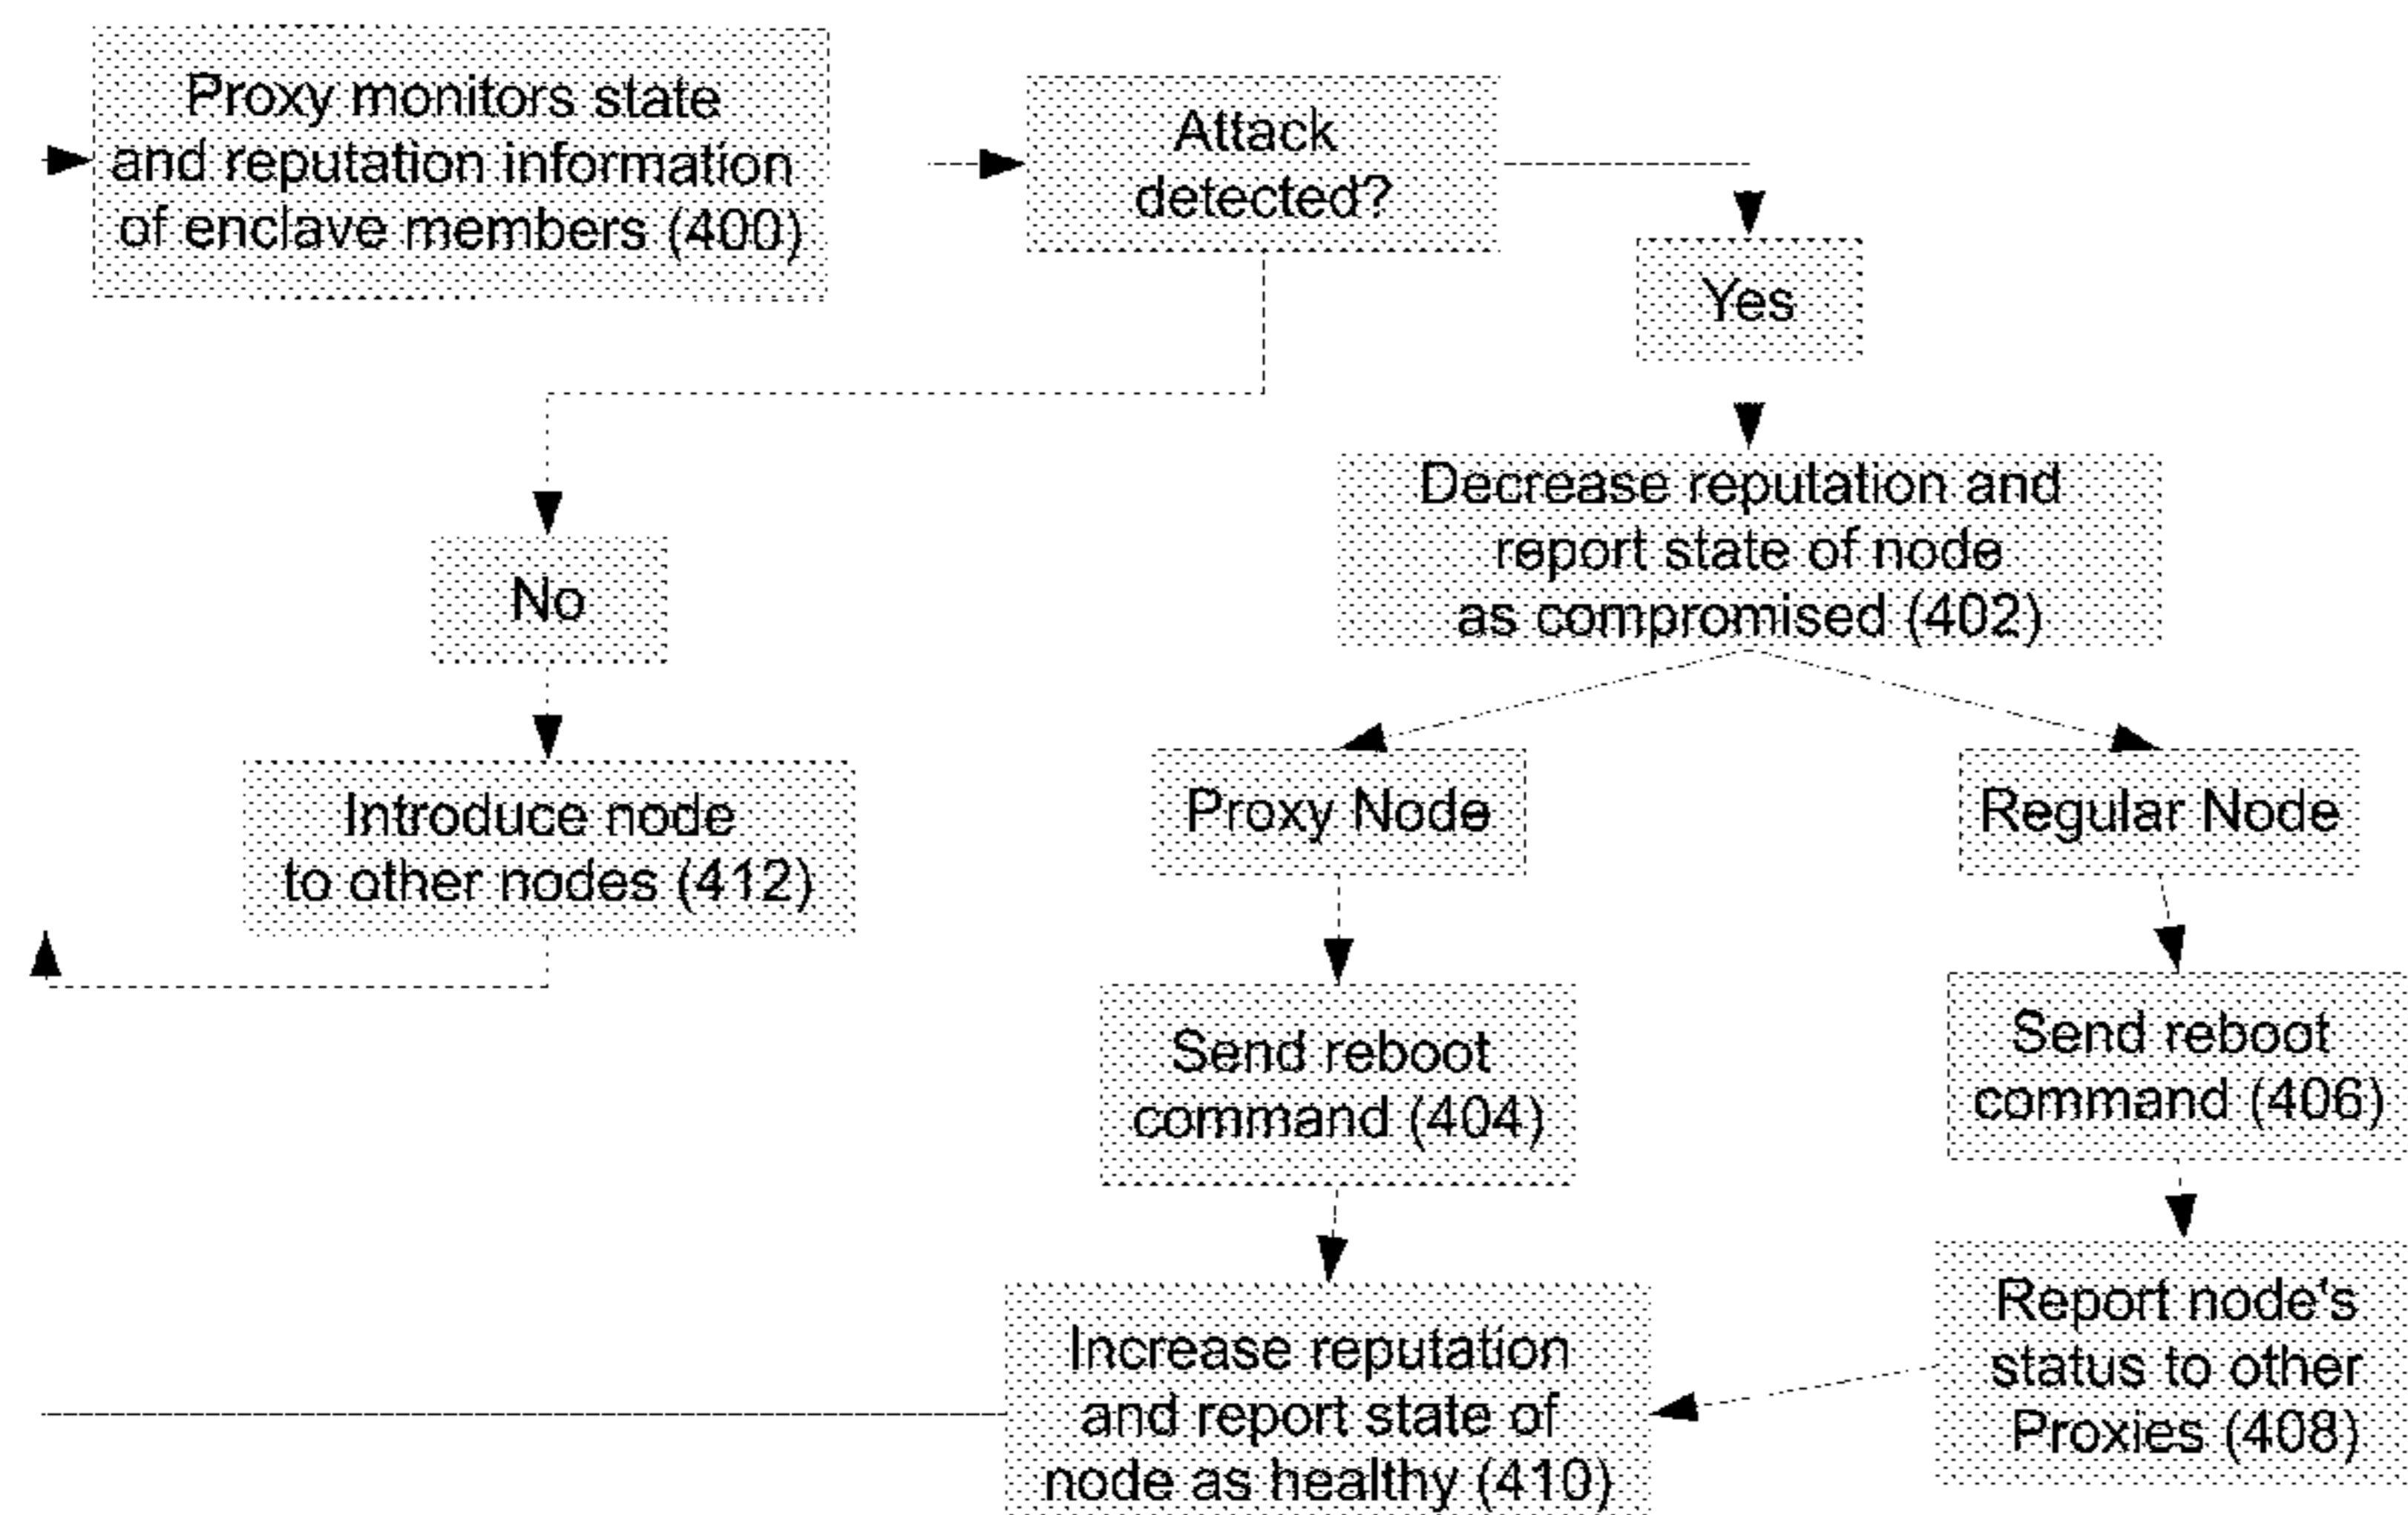 Proxy monitors state
and reputation information
of enclave members (400)
Attack
detected?
Yes
Decrease reputation and
report state of node
as compromised (402)
No
Introduce node
to other nodes (412)
Proxy Node
Regular Node
Send reboot
command (404)
Send reboot
command (406)
Increase reputation
and report state of
node as healthy (410)
Report node's
status to other
Proxies (408)